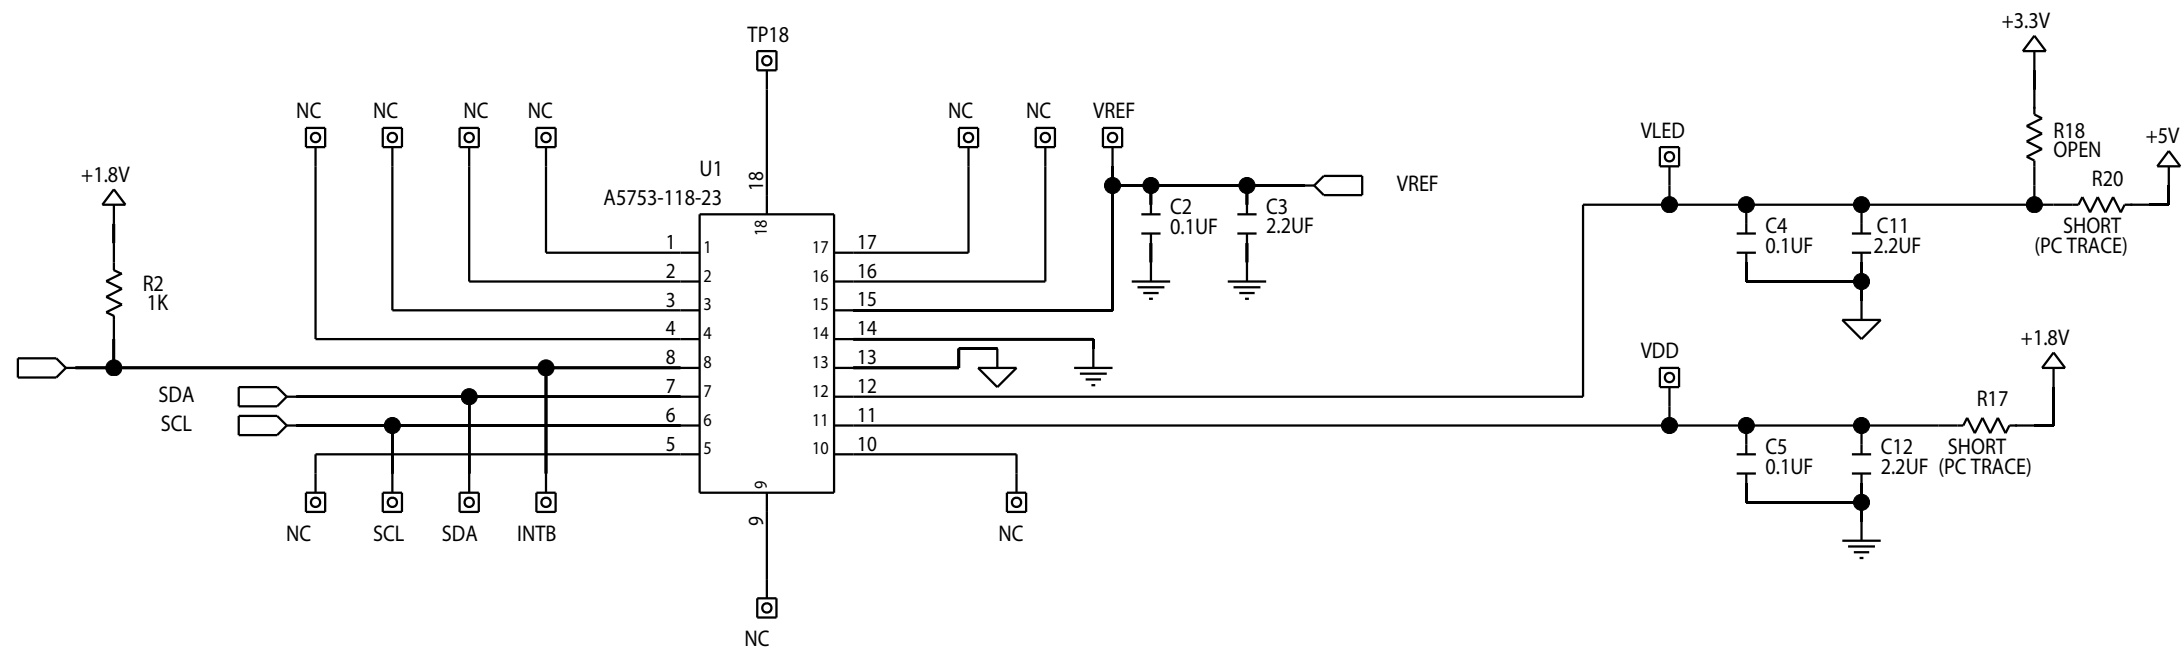 TP18
+3.3V
NC
NC
NC
NC
NC
NC
VREF
VLED
R18
OPEN
+5V
+1.8V
U1
A5753-118-23
18
18
VREF
R20
SHORT
(PC TRACE)
C2
0.1UF
C3
2.2UF
C4
0.1UF
C11
2.2UF
R2
1K
1
1
2
2
3
3
4
4
8
8
7
7
6
6
5
5
17
17
16
16
15
15
14
14
13
13
12
12
11
11
10
10
SDA
SCL
VDD
+1.8V
R17
SHORT
(PC TRACE)
C5
0.1UF
C12
2.2UF
9
9
NC
SCL
SDA
INTB
NC
NC